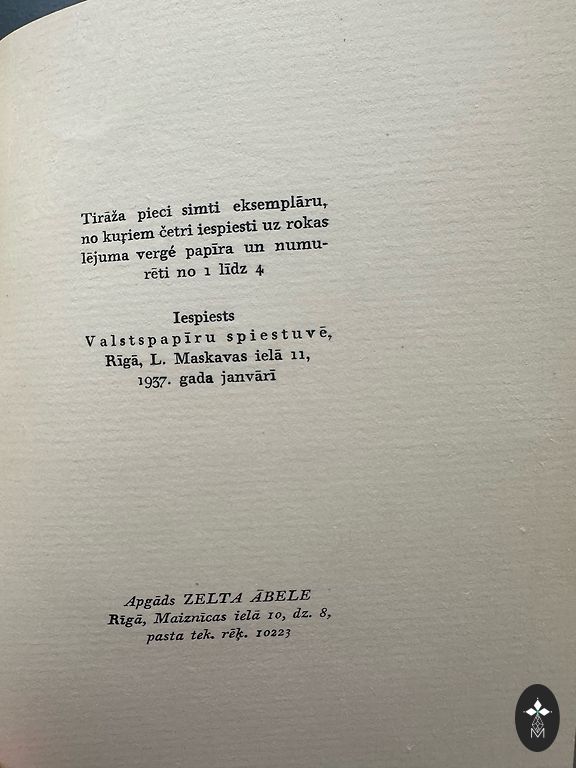 Tirāža pieci simti eksemplāru,
no kuŗiem četri iespiesti uz rokas
lējuma vergé papīra un numu-
rēti no 1 līdz 4
Iespiests
Valstspapīru spiestuvē,
Rīgā, L. Maskavas ielā 11,
1937. gada janvārī
Apgāds ZELTA ĀBELE
Rīgā, Maiznīcas ielā 10, dz. 8,
pasta tek. rēķ. 10223
M